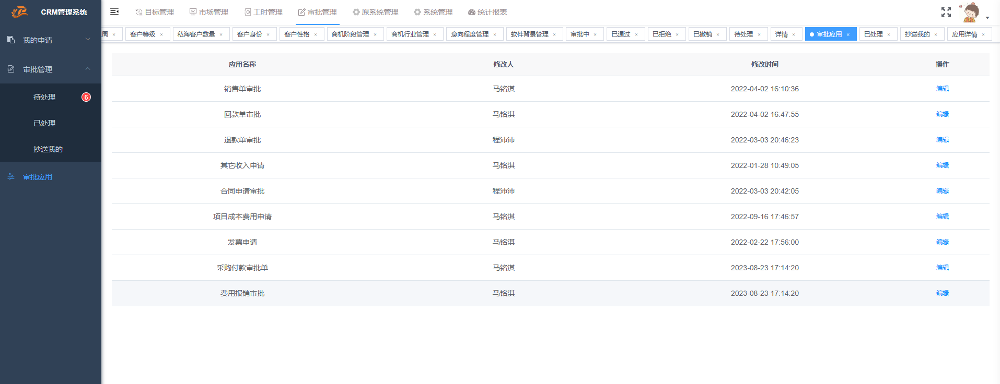 CRM管理系统
目标管理 市场管理 工时管理 审批管理 原系统管理 系统管理 统计报表
周 × 客户等级 × 私海客户数量 × 客户身份 × 客户性格 × 商机阶段管理 × 商机行业管理 × 意向程度管理 × 软件背景管理 × 审批中 × 已通过 × 已拒绝 × 已撤销 × 待处理 × 详情 × 审批应用 × 已处理 × 抄送我的 × 应用详情 ×
我的申请
审批管理
待处理 6
已处理
抄送我的
审批应用
应用名称 修改人 修改时间 操作
销售单审批 马铭淇 2022-04-02 16:10:36 编辑
回款单审批 马铭淇 2022-04-02 16:47:55 编辑
退款单审批 程沛沛 2022-03-03 20:46:23 编辑
其它收入申请 马铭淇 2022-01-28 10:49:05 编辑
合同申请审批 程沛沛 2022-03-03 20:42:05 编辑
项目成本费用申请 马铭淇 2022-09-16 17:46:57 编辑
发票申请 马铭淇 2022-02-22 17:56:00 编辑
采购付款审批单 马铭淇 2023-08-23 17:14:20 编辑
费用报销审批 马铭淇 2023-08-23 17:14:20 编辑